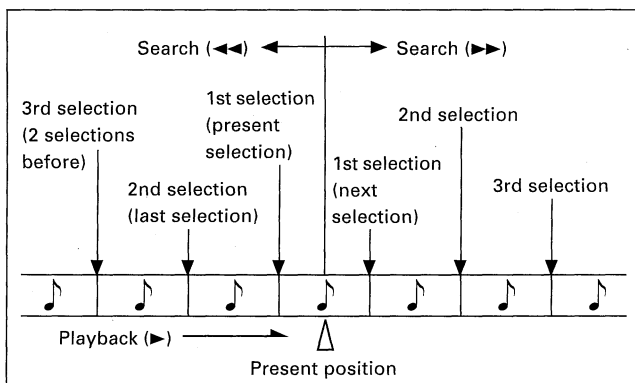 Search (◄◄)
Search (►►)
3rd selection
(2 selections
before)
1st selection
(present
selection)
2nd selection
2nd selection
(last selection)
1st selection
(next
selection)
3rd selection
Playback (►)
Present position